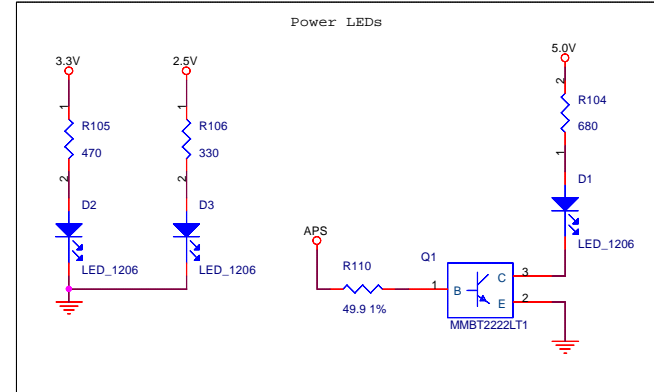 Power LEDs
3.3V
2.5V
5.0V
1
1
2
R105
R106
R104
470
330
680
2
2
1
D2
D3
D1
LED_1206
LED_1206
LED_1206
APS
R110
Q1
49.9 1%
1
B
C
3
E
2
MMBT2222LT1